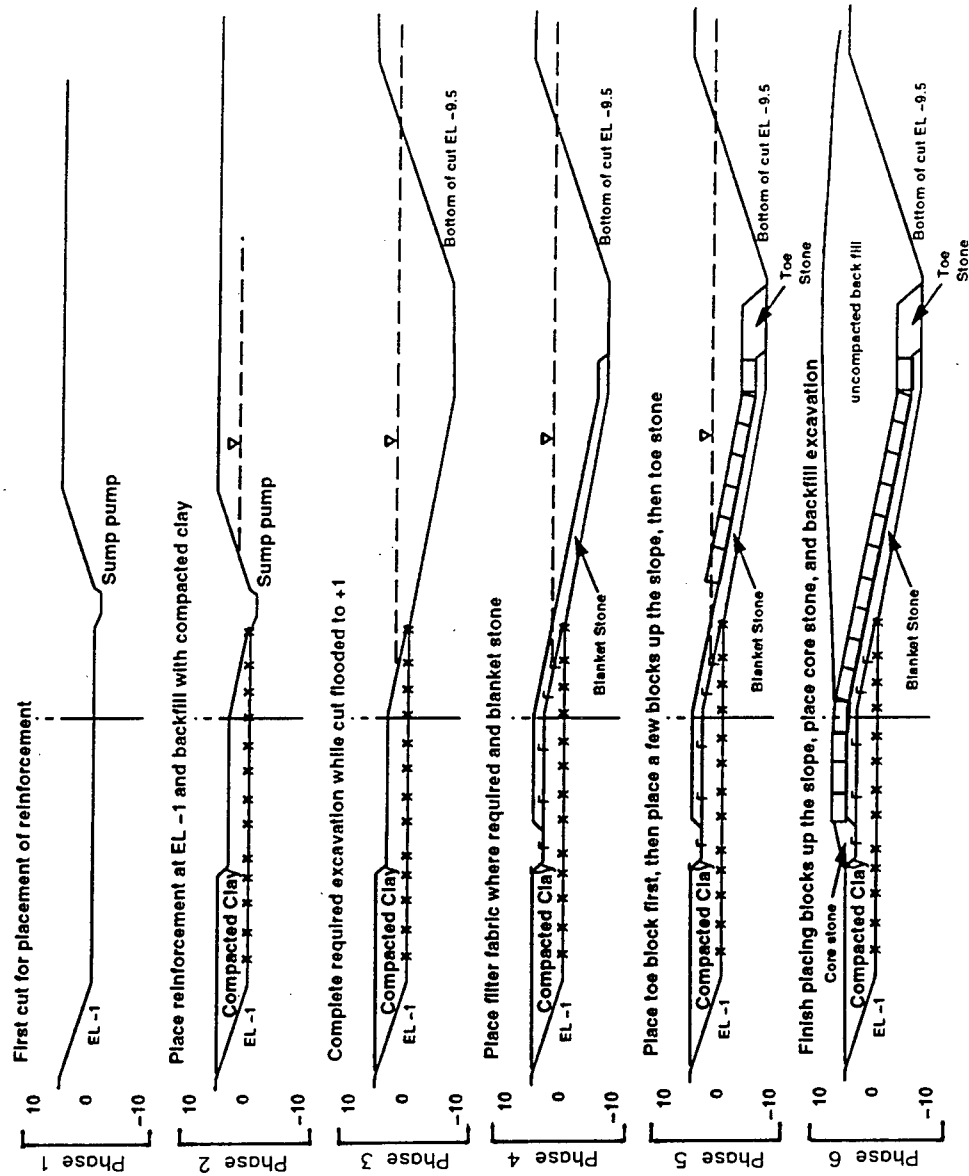 First cut for placement of reinforcement
10
0
-10
Phase 1
EL -1
Sump pump
Place reinforcement at EL -1 and backfill with compacted clay
10
0
-10
Phase 2
EL -1
Compacted Clay
Sump pump
Complete required excavation while cut flooded to +1
10
0
-10
Phase 3
EL -1
Compacted Clay
Bottom of cut EL -9.5
Place filter fabric where required and blanket stone
10
0
-10
Phase 4
EL -1
Compacted Clay
F F F F
Blanket Stone
Bottom of cut EL -9.5
Place toe block first, then place a few blocks up the slope, then toe stone
10
0
-10
Phase 5
EL -1
Compacted Clay
F F F F
Blanket Stone
Toe
Stone
Bottom of cut EL -9.5
Finish placing blocks up the slope, place core stone, and backfill excavation
10
0
-10
Phase 6
EL -1
Core stone
Compacted Clay
F F F F
Blanket Stone
uncompacted back fill
Toe
Stone
Bottom of cut EL -9.5